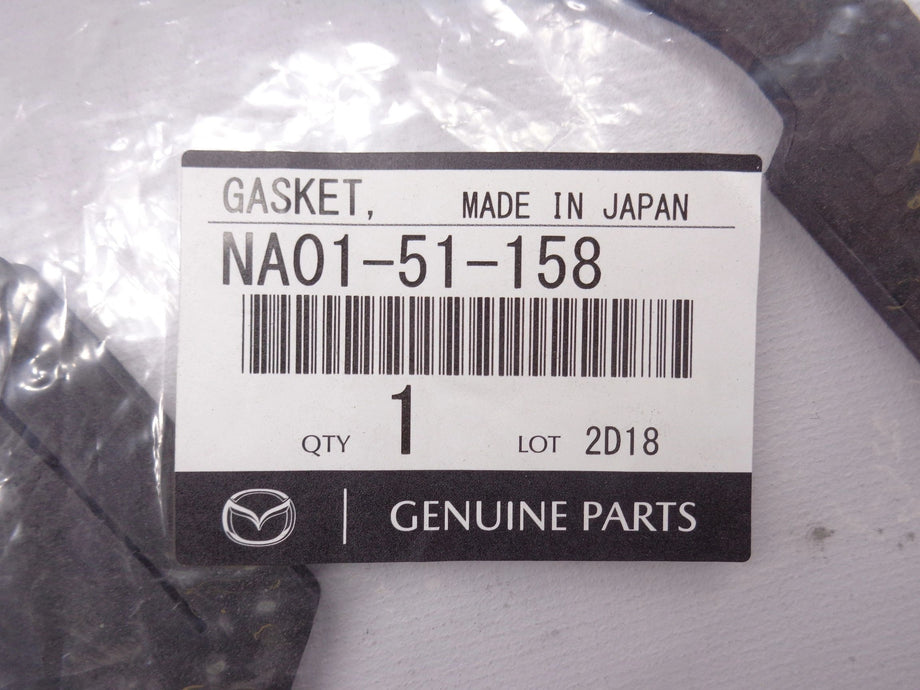 GASKET, MADE IN JAPAN
NA01-51-158
QTY 1 LOT 2D18
GENUINE PARTS